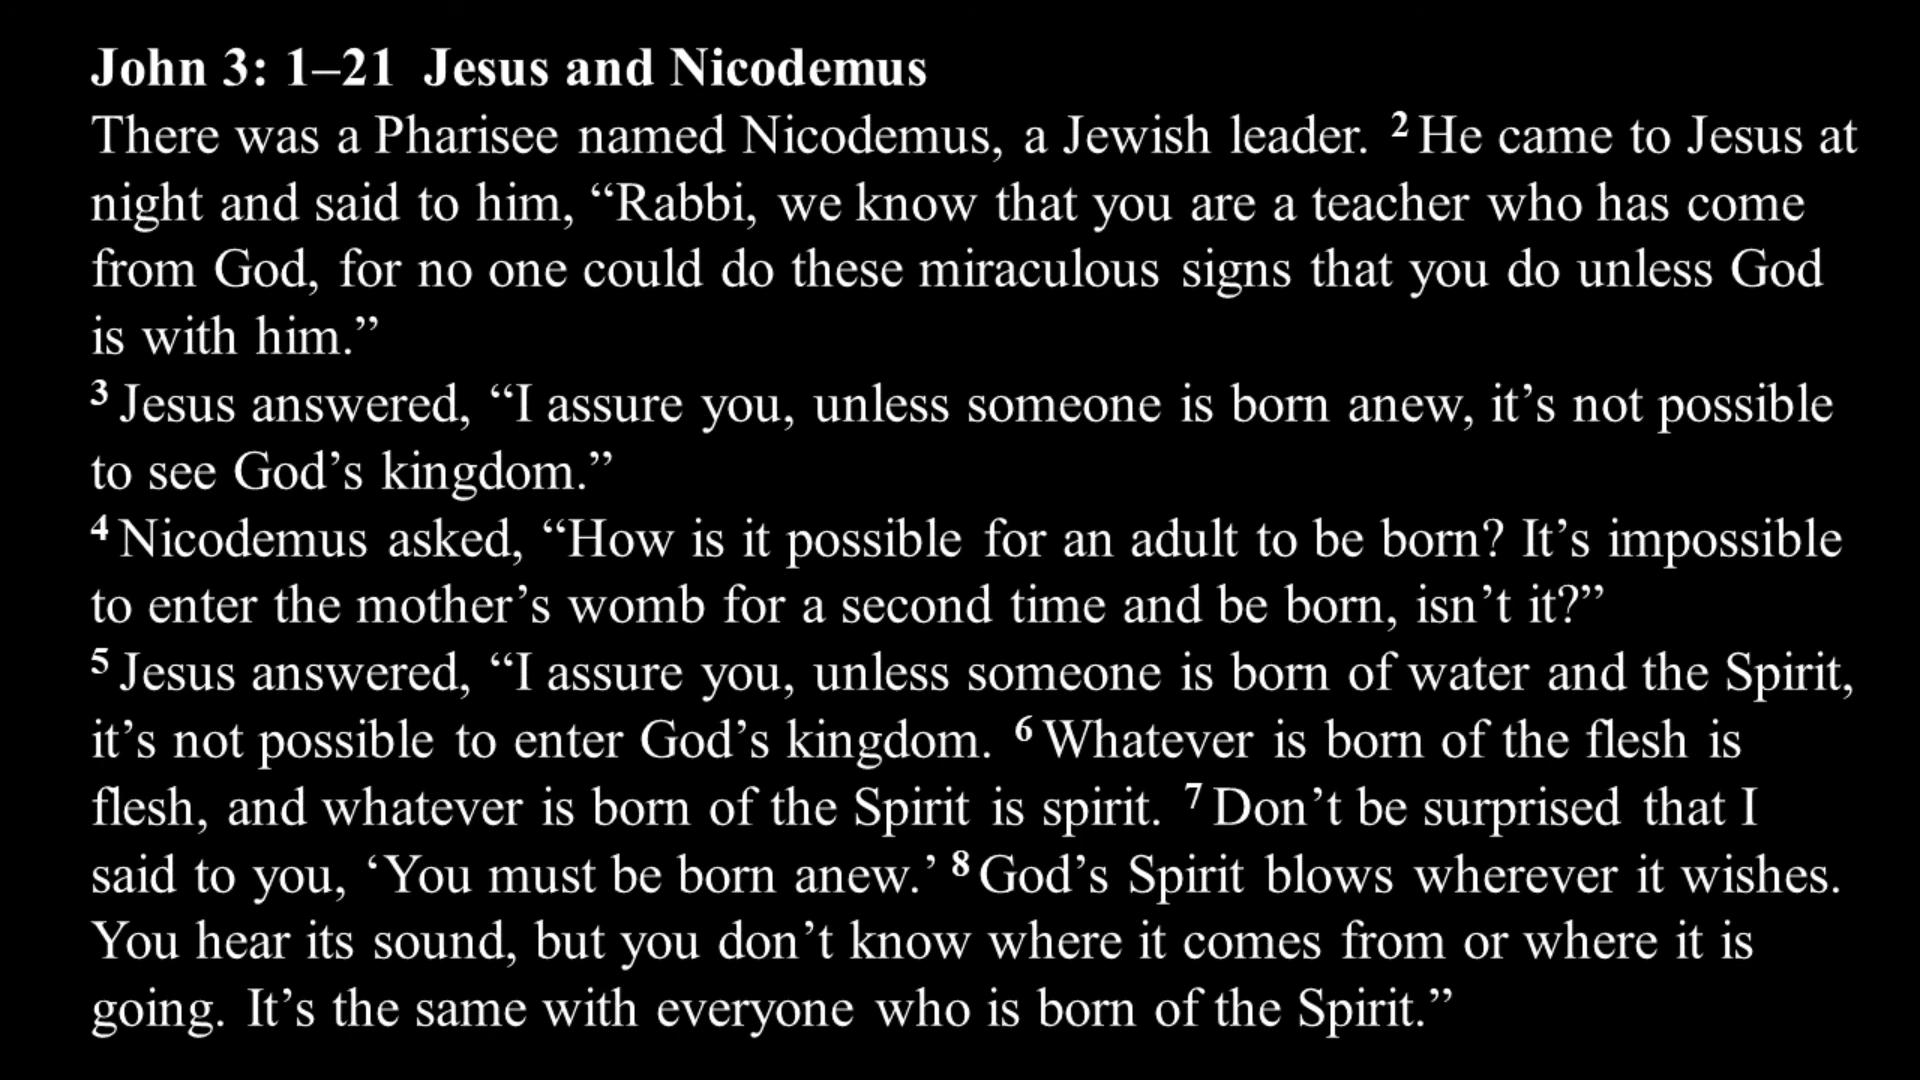 John 3: 1–21  Jesus and Nicodemus
There was a Pharisee named Nicodemus, a Jewish leader. ² He came to Jesus at
night and said to him, “Rabbi, we know that you are a teacher who has come
from God, for no one could do these miraculous signs that you do unless God
is with him.”
³ Jesus answered, “I assure you, unless someone is born anew, it’s not possible
to see God’s kingdom.”
⁴ Nicodemus asked, “How is it possible for an adult to be born? It’s impossible
to enter the mother’s womb for a second time and be born, isn’t it?”
⁵ Jesus answered, “I assure you, unless someone is born of water and the Spirit,
it’s not possible to enter God’s kingdom. ⁶ Whatever is born of the flesh is
flesh, and whatever is born of the Spirit is spirit. ⁷ Don’t be surprised that I
said to you, ‘You must be born anew.’ ⁸ God’s Spirit blows wherever it wishes.
You hear its sound, but you don’t know where it comes from or where it is
going. It’s the same with everyone who is born of the Spirit.”